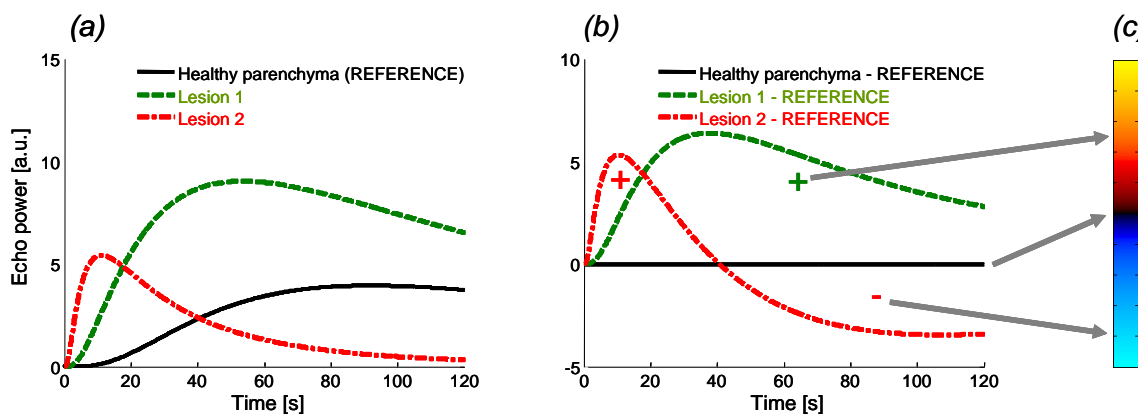 (a)
15
10
5
0
Echo power [a.u.]
Healthy parenchyma (REFERENCE)
Lesion 1
Lesion 2
0 20 40 60 80 100 120
Time [s]
(b)
10
5
0
-5
Healthy parenchyma - REFERENCE
Lesion 1 - REFERENCE
Lesion 2 - REFERENCE
+
+
-
0 20 40 60 80 100 120
Time [s]
(c)